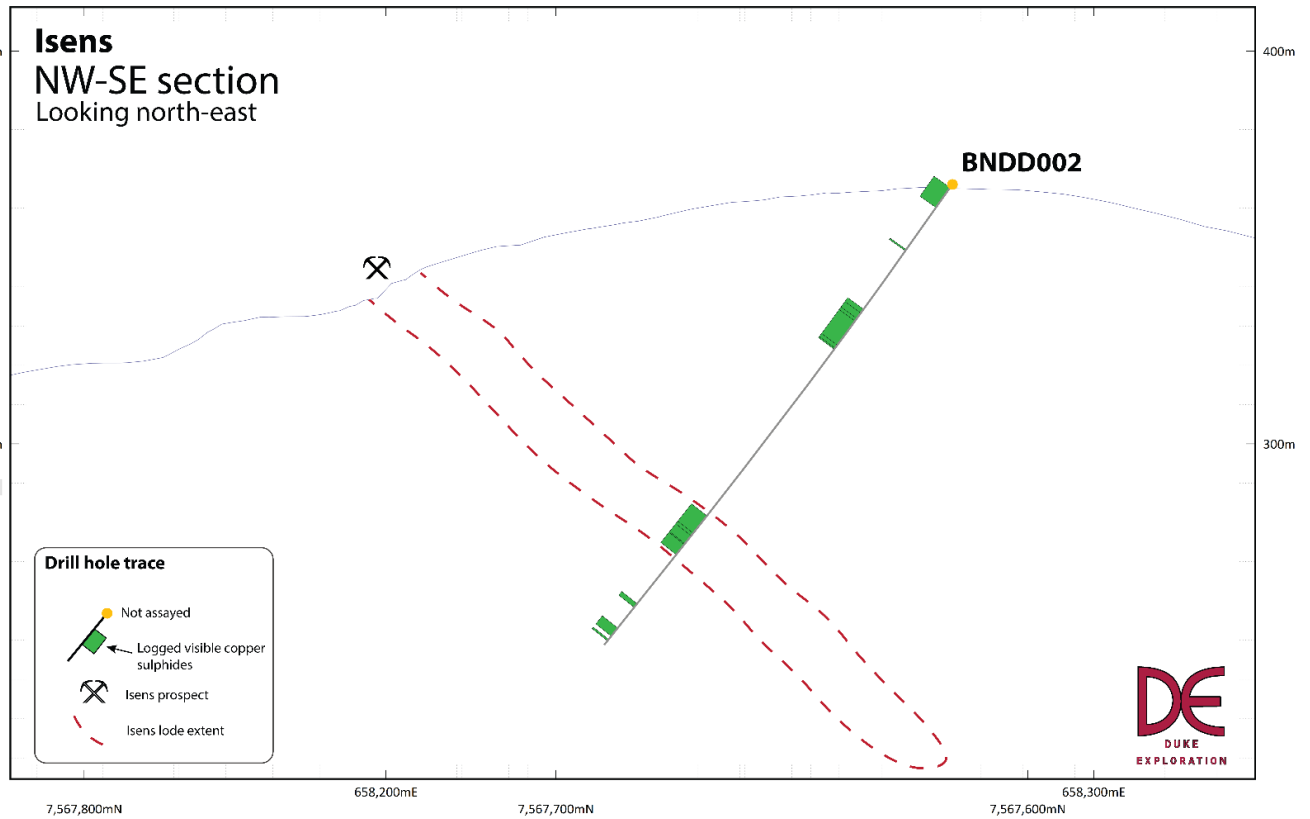 Isens
NW-SE section
Looking north-east
400m
BNDD002
300m
Drill hole trace
Not assayed
Logged visible copper
sulphides
Isens prospect
Isens lode extent
DE
DUKE
EXPLORATION
658,200mE
658,300mE
7,567,800mN
7,567,700mN
7,567,600mN